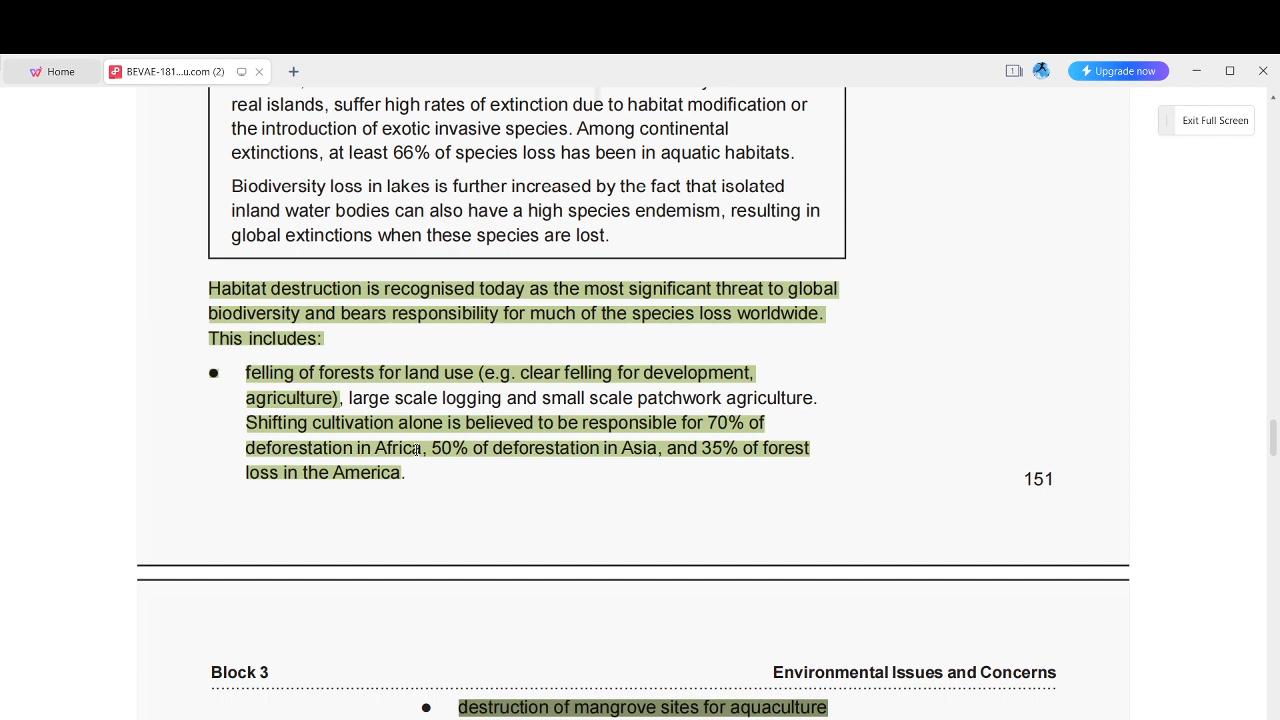 Home
BEVAE-181...u.com (2)
1
Upgrade now
Exit Full Screen
real islands, suffer high rates of extinction due to habitat modification or
the introduction of exotic invasive species. Among continental
extinctions, at least 66% of species loss has been in aquatic habitats.
Biodiversity loss in lakes is further increased by the fact that isolated
inland water bodies can also have a high species endemism, resulting in
global extinctions when these species are lost.
Habitat destruction is recognised today as the most significant threat to global
biodiversity and bears responsibility for much of the species loss worldwide.
This includes:
● felling of forests for land use (e.g. clear felling for development,
agriculture), large scale logging and small scale patchwork agriculture.
Shifting cultivation alone is believed to be responsible for 70% of
deforestation in Africa, 50% of deforestation in Asia, and 35% of forest
loss in the America.
151
Block 3 Environmental Issues and Concerns
● destruction of mangrove sites for aquaculture